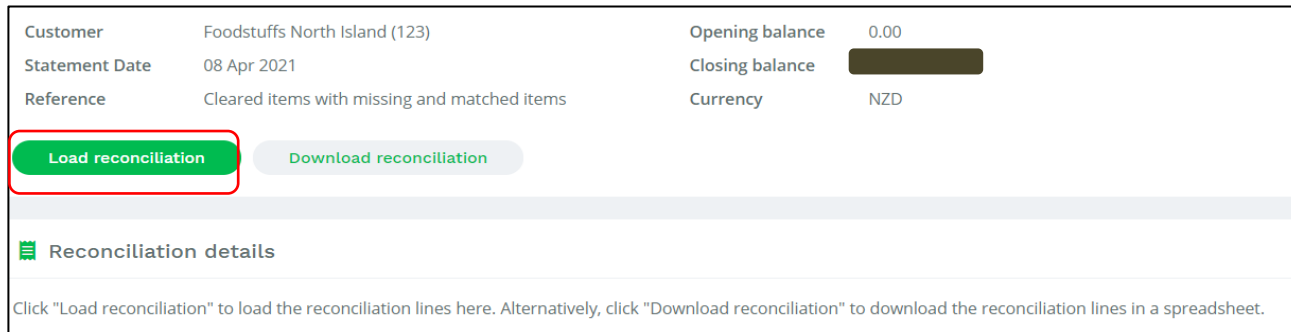 Customer Foodstuffs North Island (123) Opening balance 0.00
Statement Date 08 Apr 2021 Closing balance
Reference Cleared items with missing and matched items Currency NZD
Load reconciliation Download reconciliation
Reconciliation details
Click "Load reconciliation" to load the reconciliation lines here. Alternatively, click "Download reconciliation" to download the reconciliation lines in a spreadsheet.